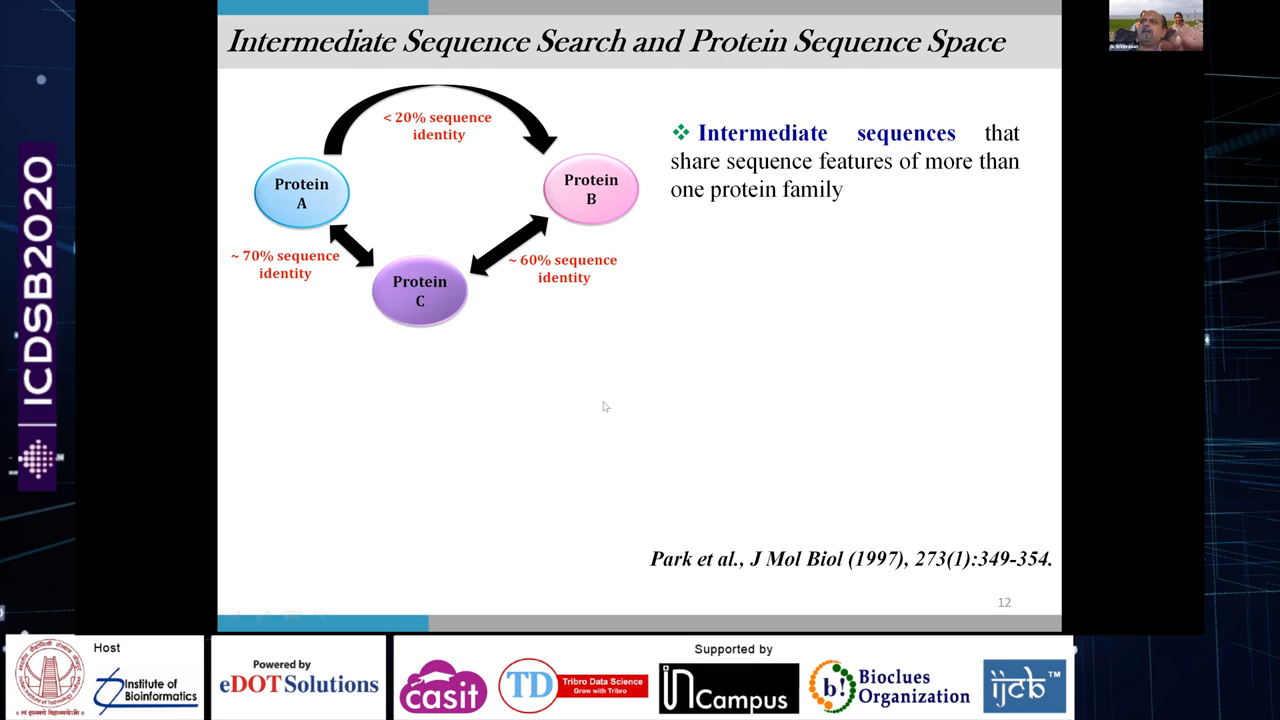 Intermediate Sequence Search and Protein Sequence Space
N. Srinivasan
< 20% sequence
identity
Protein
A
Protein
B
~ 70% sequence
identity
~ 60% sequence
identity
Protein
C
❖ Intermediate sequences that
share sequence features of more than
one protein family
Park et al., J Mol Biol (1997), 273(1):349-354.
12
ICDSB2020
Host
Institute of
Bioinformatics
Powered by
eDOT Solutions
Supported by
casit
TD
Tribro Data Science
Grow with Tribro
inCampus
b!
Bioclues
Organization
ijcb™